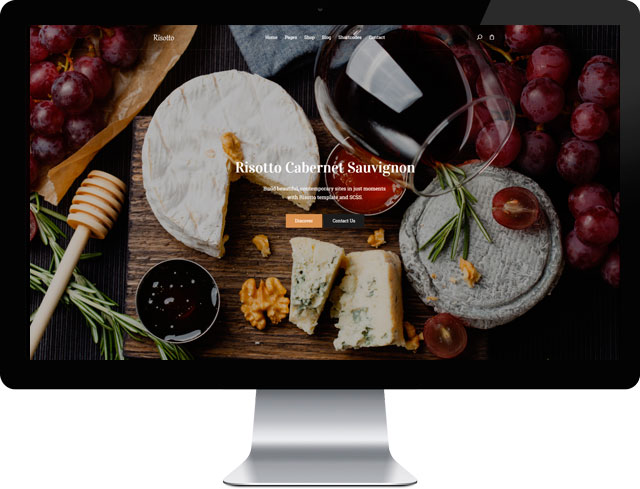 Risotto
Home Pages Shop Blog Shortcodes Contact
Risotto Cabernet Sauvignon
Build beautiful, contemporary sites in just moments
with Risotto template and SCSS.
Discover Contact Us